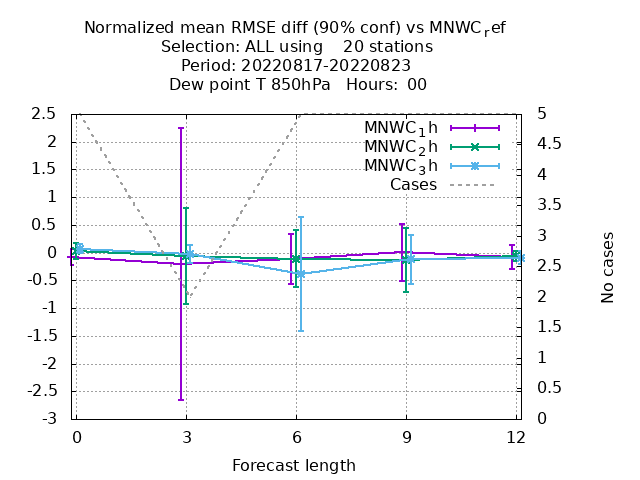 Normalized mean RMSE diff (90% conf) vs MNWC_ref
Selection: ALL using    20 stations
Period: 20220817-20220823
Dew point T 850hPa   Hours:  00
MNWC_1h
MNWC_2h
MNWC_3h
Cases
2.5
2
1.5
1
0.5
0
-0.5
-1
-1.5
-2
-2.5
-3
5
4.5
4
3.5
3
2.5
2
1.5
1
0.5
0
No cases
0 3 6 9 12
Forecast length